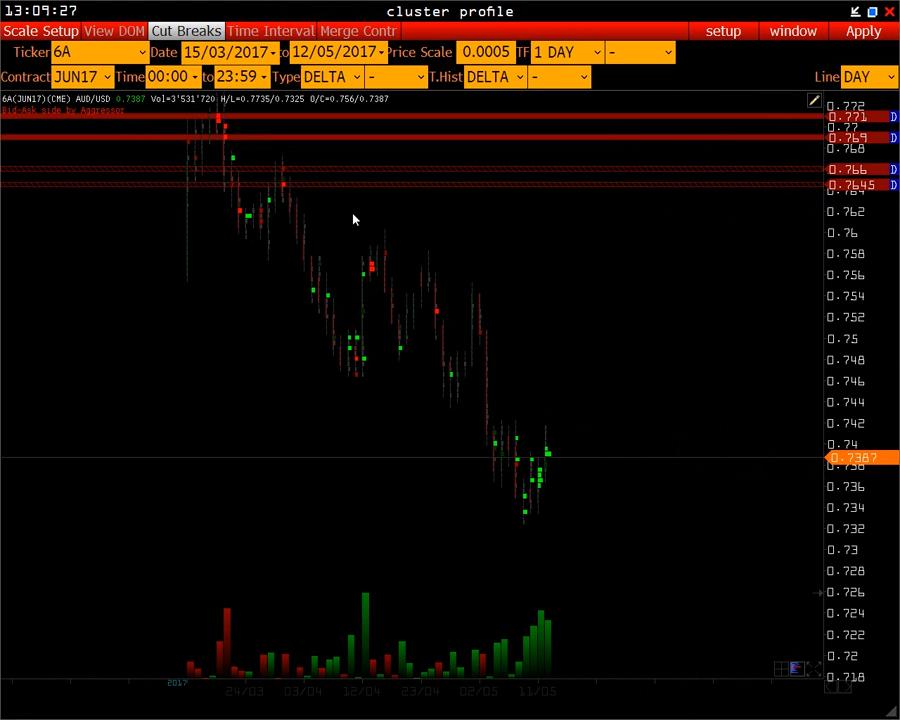 13:09:27 cluster profile
Scale Setup View DOM Cut Breaks Time Interval Merge Contr setup window Apply
Ticker 6A Date 15/03/2017 to 12/05/2017 Price Scale 0.0005 TF 1 DAY -
Contract JUN17 Time 00:00 to 23:59 Type DELTA - T.Hist DELTA - Line DAY
6A(JUN17)(CME) AUD/USD 0.7387 Vol=3'531'720 H/L=0.7735/0.7325 O/C=0.756/0.7387
Bid-Ask side by Aggressor
0.772
0.771 D
0.77
0.769 D
0.768
0.766 D
0.7645 D
0.764
0.762
0.76
0.758
0.756
0.754
0.752
0.75
0.748
0.746
0.744
0.742
0.74
0.7387
0.738
0.736
0.734
0.732
0.73
0.728
0.726
0.724
0.722
0.72
0.718
2017 24/03 03/04 12/04 23/04 02/05 11/05